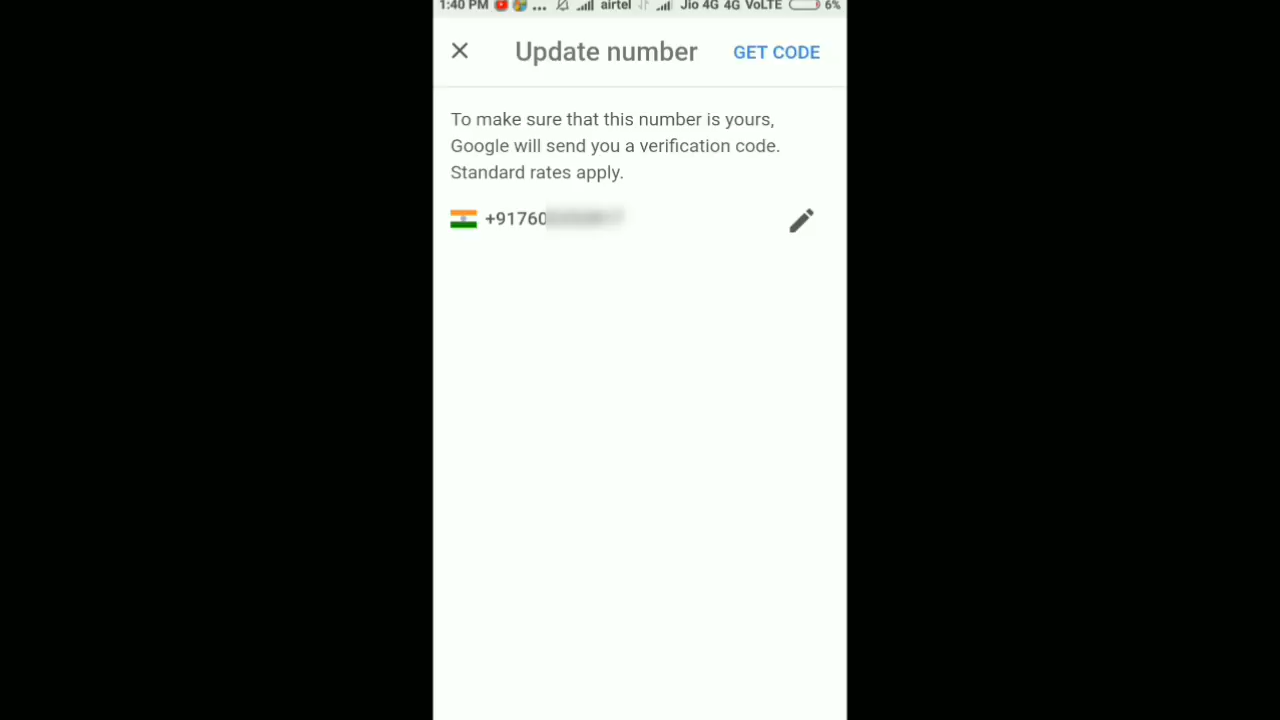 1:40 PM ... airtel Jio 4G 4G VoLTE 6%
Update number GET CODE
To make sure that this number is yours,
Google will send you a verification code.
Standard rates apply.
+91760